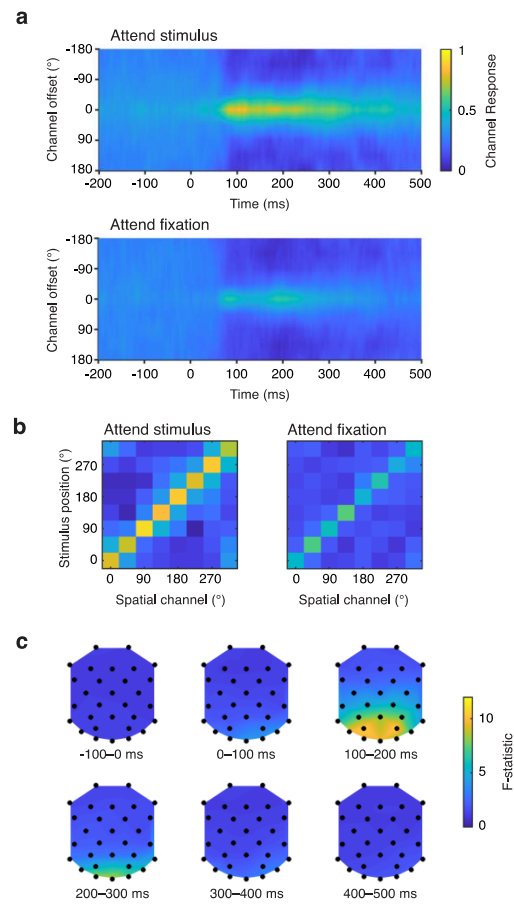 a
Attend stimulus
-180
-90
0
90
180
Channel offset (°)
-200 -100 0 100 200 300 400 500
Time (ms)
1
0.5
0
Channel Response
Attend fixation
-180
-90
0
90
180
Channel offset (°)
-200 -100 0 100 200 300 400 500
Time (ms)
b
Attend stimulus
Attend fixation
270
180
90
0
Stimulus position (°)
0 90 180 270
0 90 180 270
Spatial channel (°)
Spatial channel (°)
c
-100–0 ms
0–100 ms
100–200 ms
10
5
0
F-statistic
200–300 ms
300–400 ms
400–500 ms